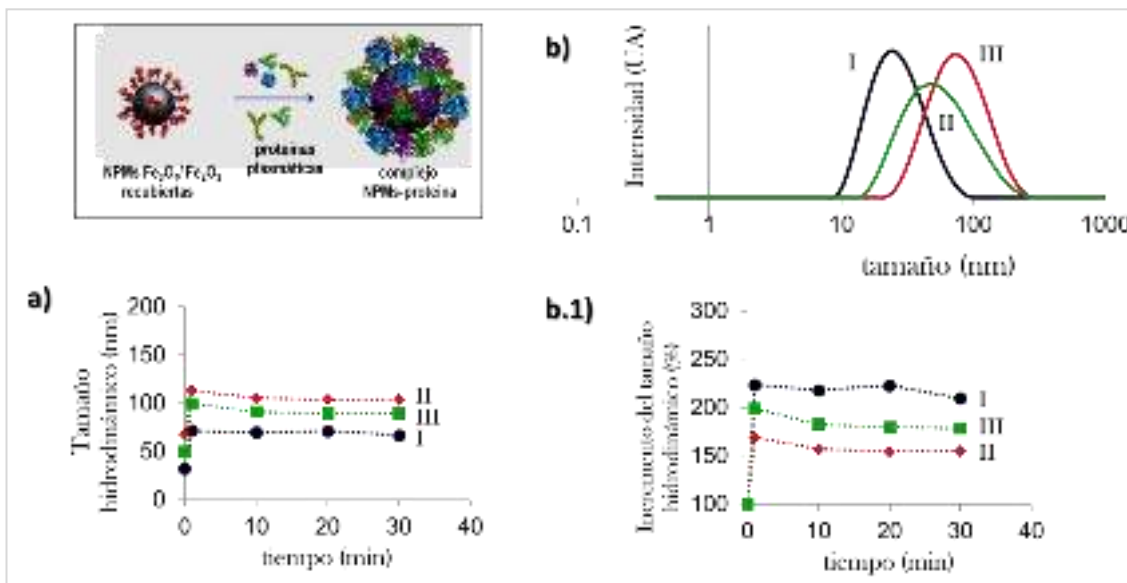 NPMs Fe2O3/Fe3O4
recubiertas
proteínas
plasmáticas
complejo
NPMs-proteína
b)
Intensidad (UA)
I
III
II
0.1
1
10
100
1000
tamaño (nm)
a)
Tamaño
hidrodinámico (nm)
200
150
100
50
0
II
III
I
0 10 20 30 40
tiempo (min)
b.1)
Incremento del tamaño
hidrodinámico (%)
300
250
200
150
100
I
III
II
0 10 20 30 40
tiempo (min)